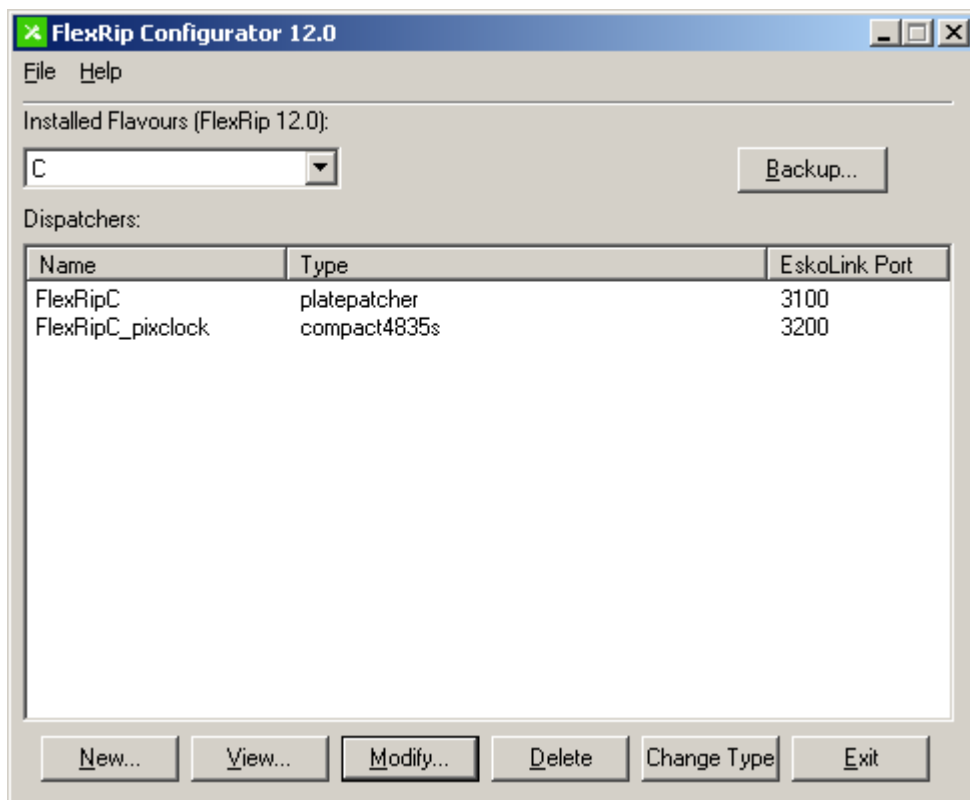 FlexRip Configurator 12.0
File Help
Installed Flavours (FlexRip 12.0):
C
Backup...
Dispatchers:
Name Type EskoLink Port
FlexRipC platepatcher 3100
FlexRipC_pixclock compact4835s 3200
New... View... Modify... Delete Change Type Exit